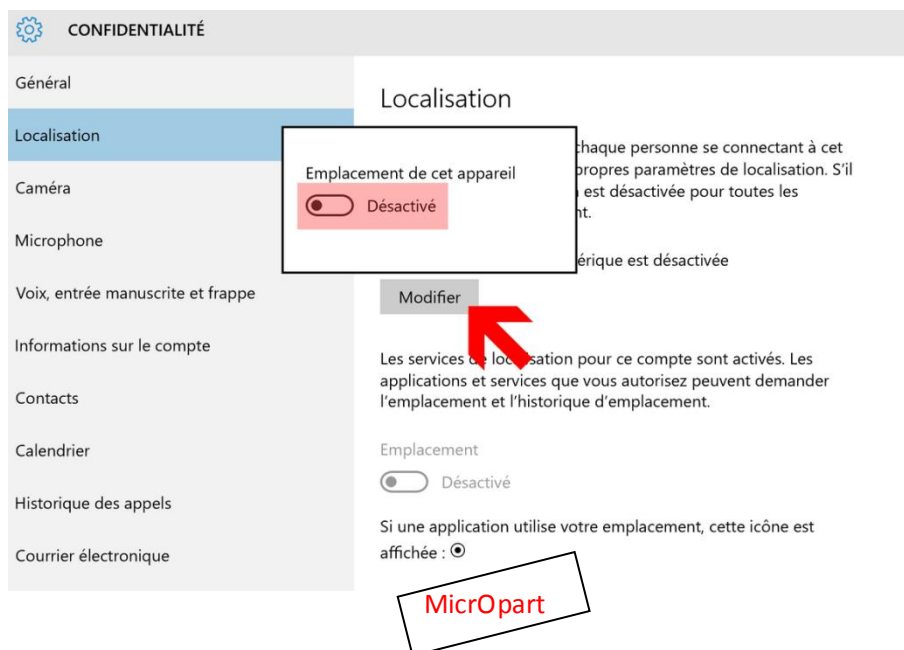 CONFIDENTIALITÉ
Général
Localisation
Caméra
Microphone
Voix, entrée manuscrite et frappe
Informations sur le compte
Contacts
Calendrier
Historique des appels
Courrier électronique
Localisation
chaque personne se connectant à cet
propres paramètres de localisation. S'il
est désactivée pour toutes les
Emplacement de cet appareil
Désactivé
érique est désactivée
Modifier
Les services de localisation pour ce compte sont activés. Les
applications et services que vous autorisez peuvent demander
l'emplacement et l'historique d'emplacement.
Emplacement
Désactivé
Si une application utilise votre emplacement, cette icône est
affichée :
MicrOpart